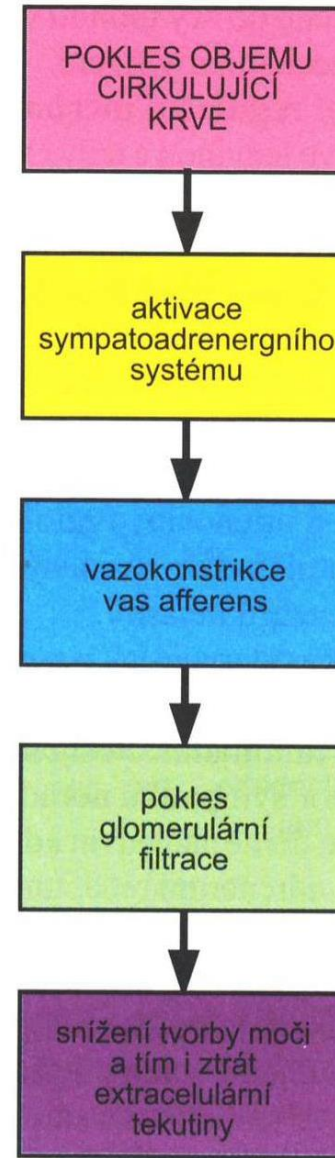 POKLES OBJEMU
CIRKULUJÍCÍ
KRVE
aktivace
sympatoadrenergního
systému
vazokonstrikce
vas afferens
pokles
glomerulární
filtrace
snížení tvorby moči
a tím i ztrát
extracelulární
tekutiny